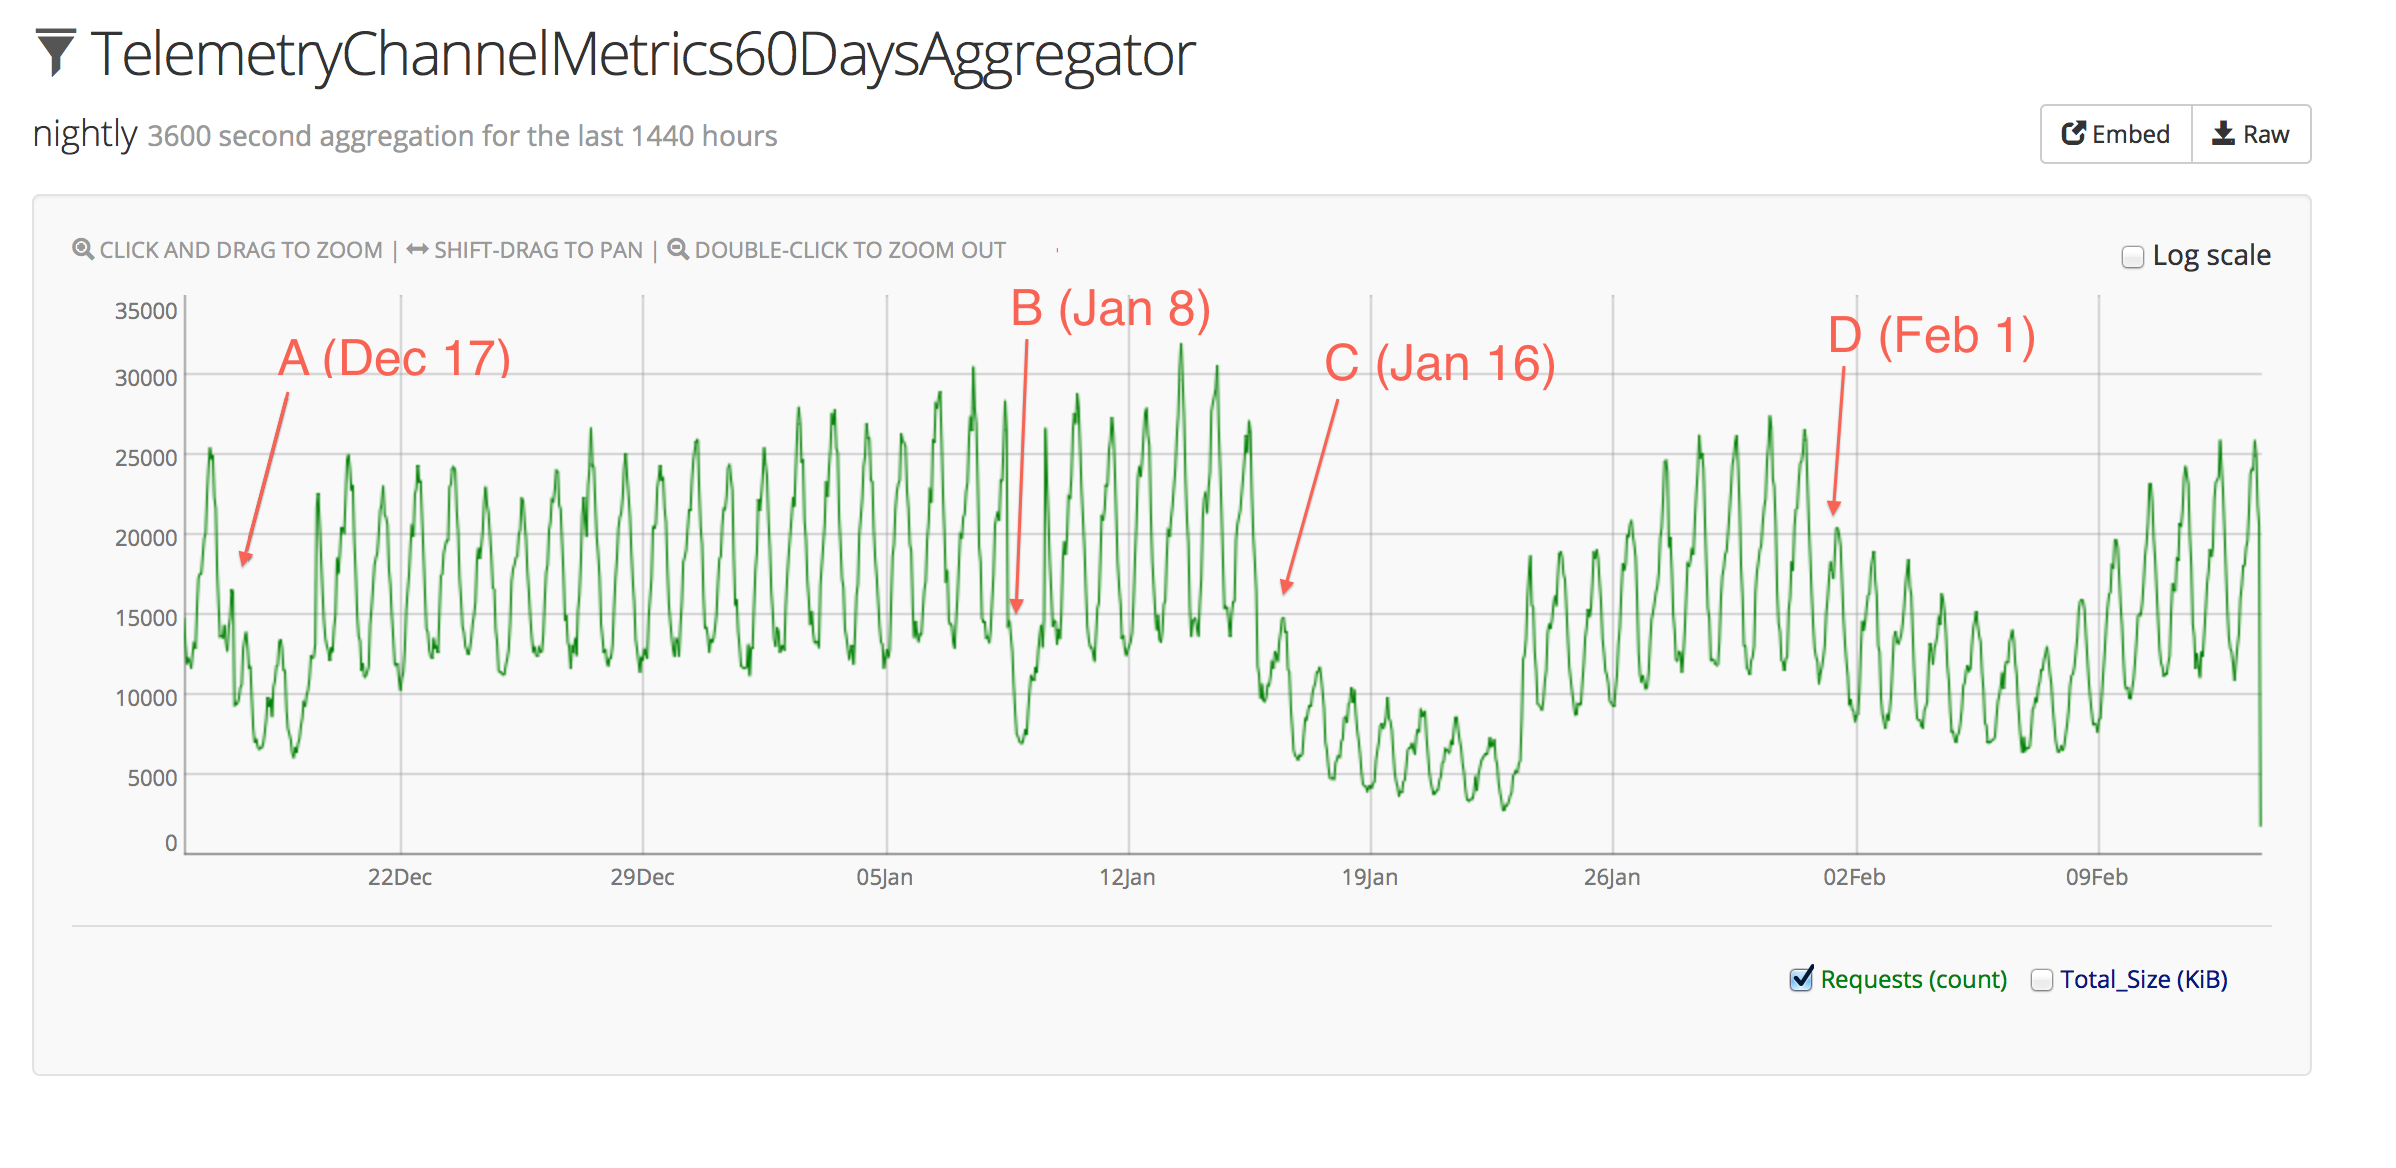 TelemetryChannelMetrics60DaysAggregator
nightly 3600 second aggregation for the last 1440 hours
Embed
Raw
CLICK AND DRAG TO ZOOM | SHIFT-DRAG TO PAN | DOUBLE-CLICK TO ZOOM OUT
Log scale
35000
30000
25000
20000
15000
10000
5000
0
A (Dec 17)
B (Jan 8)
C (Jan 16)
D (Feb 1)
22Dec
29Dec
05Jan
12Jan
19Jan
26Jan
02Feb
09Feb
Requests (count)
Total_Size (KiB)